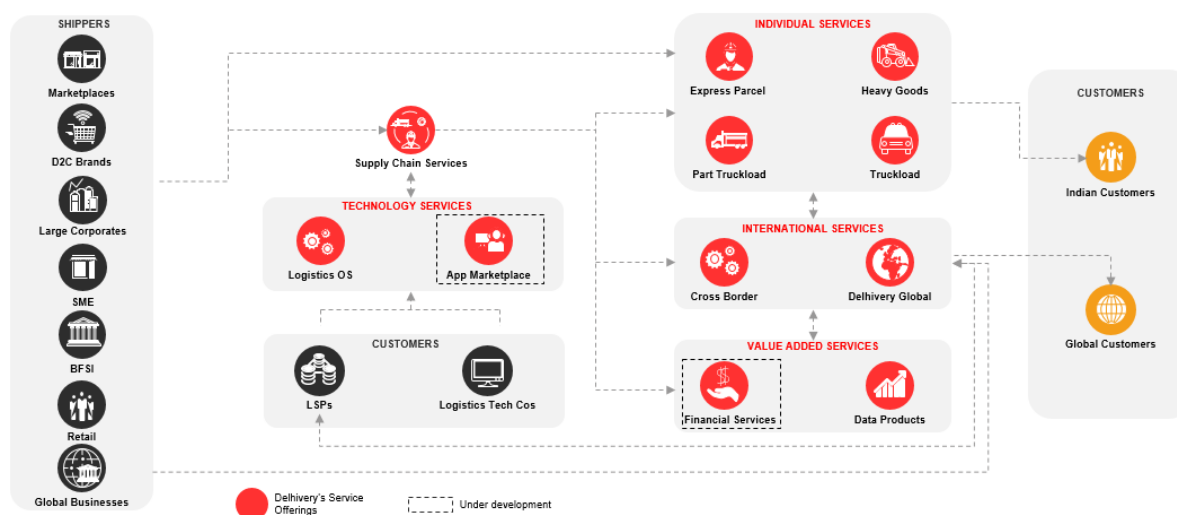 SHIPPERS
Marketplaces
D2C Brands
Large Corporates
SME
BFSI
Retail
Global Businesses
Supply Chain Services
TECHNOLOGY SERVICES
Logistics OS
App Marketplace
CUSTOMERS
LSPs
Logistics Tech Cos
INDIVIDUAL SERVICES
Express Parcel
Heavy Goods
Part Truckload
Truckload
INTERNATIONAL SERVICES
Cross Border
Delhivery Global
VALUE ADDED SERVICES
Financial Services
Data Products
CUSTOMERS
Indian Customers
Global Customers
Delhivery's Service
Offerings
Under development